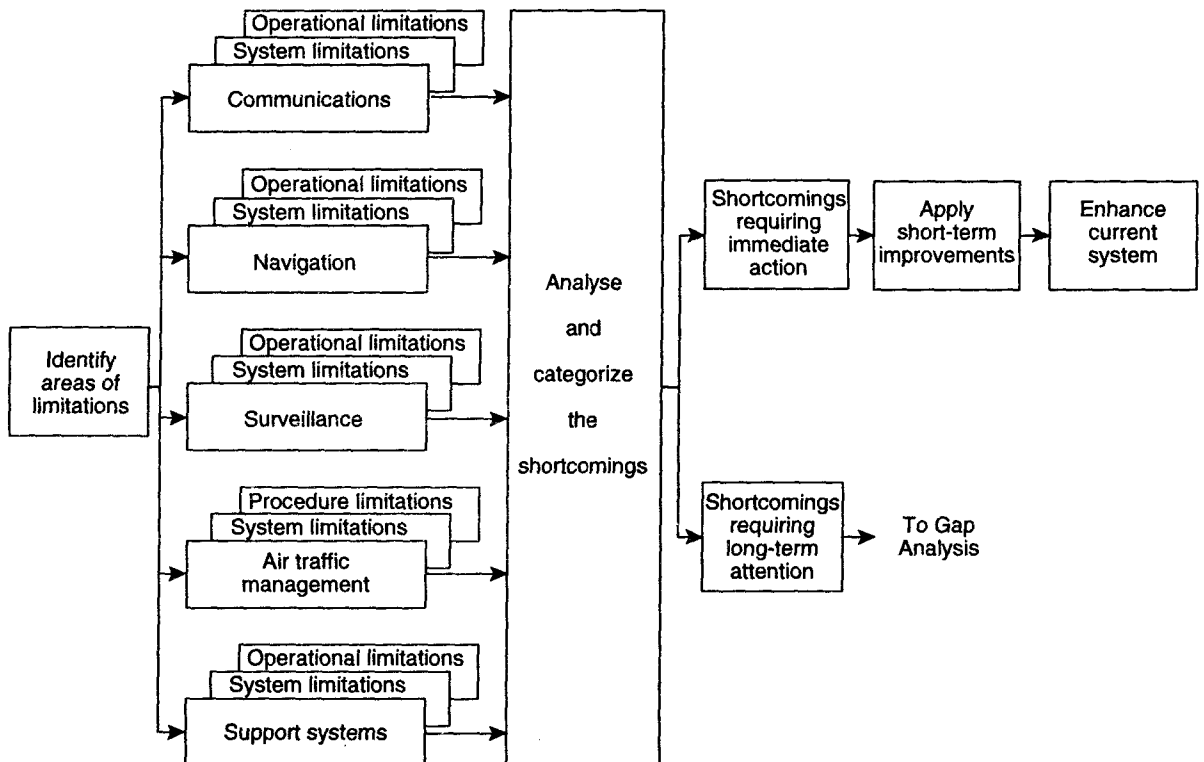 Identify
areas of
limitations
Operational limitations
System limitations
Communications
Operational limitations
System limitations
Navigation
Operational limitations
System limitations
Surveillance
Procedure limitations
System limitations
Air traffic
management
Operational limitations
System limitations
Support systems
Analyse
and
categorize
the
shortcomings
Shortcomings
requiring
immediate
action
Apply
short-term
improvements
Enhance
current
system
Shortcomings
requiring
long-term
attention
To Gap
Analysis